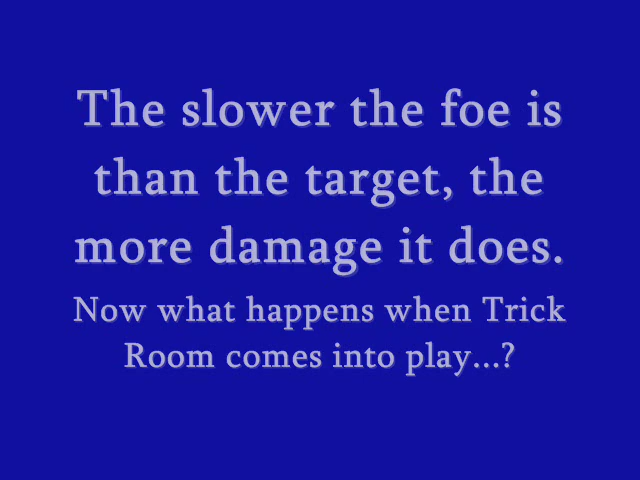 The slower the foe is
than the target, the
more damage it does.
Now what happens when Trick
Room comes into play...?